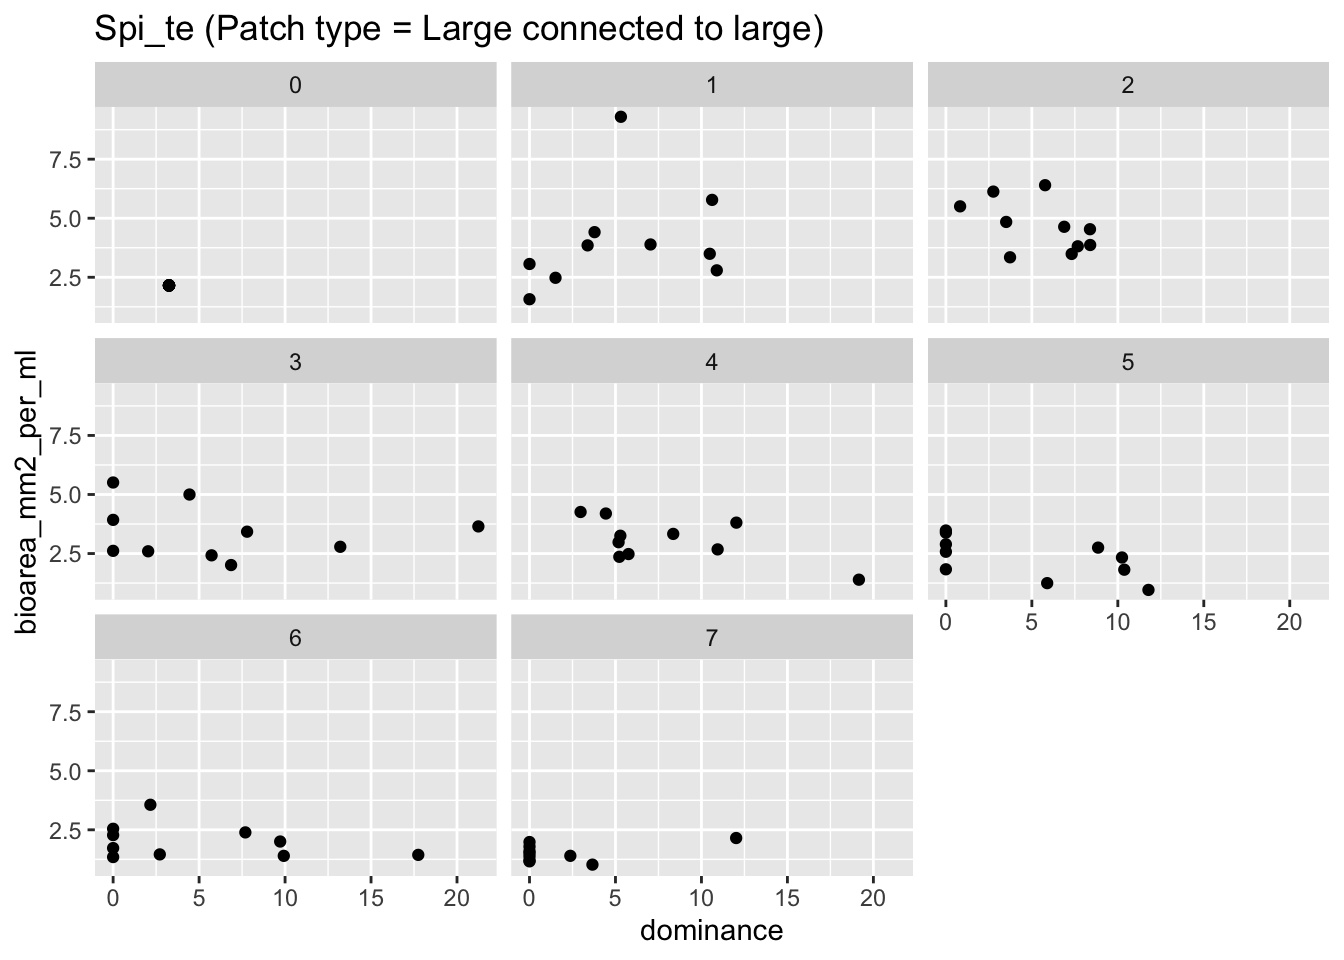 Spi_te (Patch type = Large connected to large)
0 1 2
7.5
5.0
2.5
3 4 5
bioarea_mm2_per_ml
7.5
5.0
2.5
0 5 10 15 20
6 7
7.5
5.0
2.5
0 5 10 15 20 0 5 10 15 20
dominance